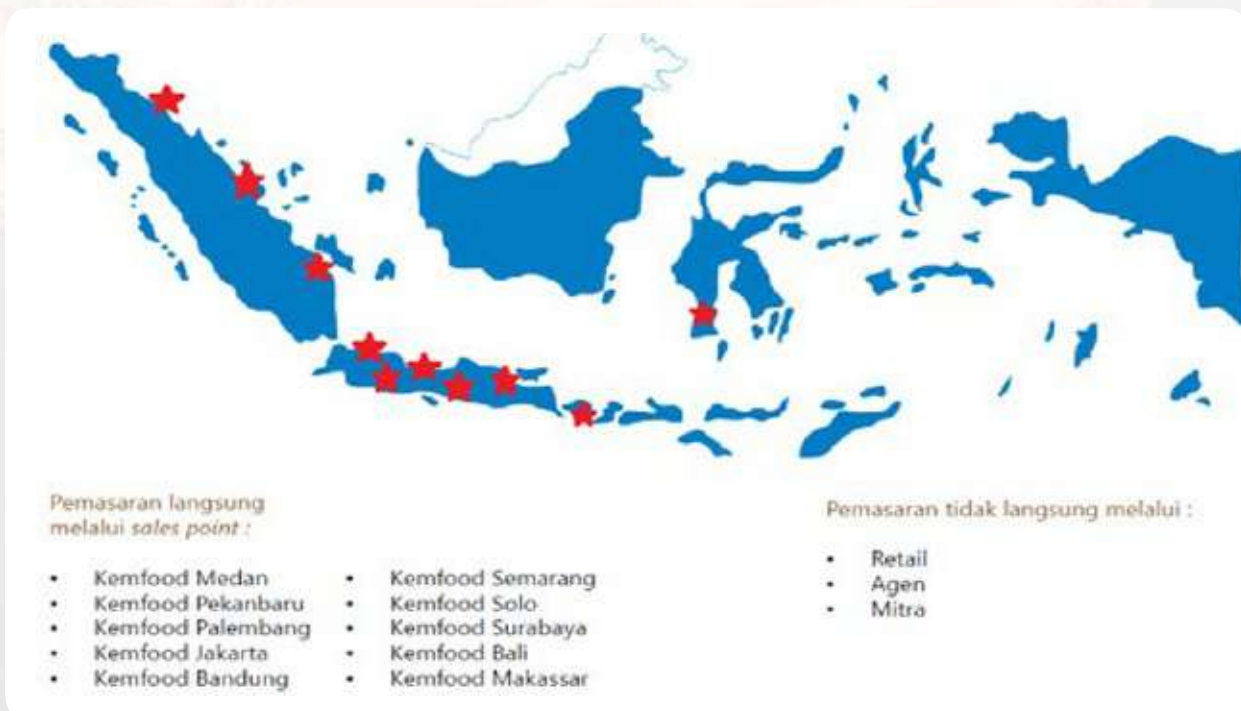 Pemasaran langsung
melalui sales point :
• Kemfood Medan
• Kemfood Pekanbaru
• Kemfood Palembang
• Kemfood Jakarta
• Kemfood Bandung
• Kemfood Semarang
• Kemfood Solo
• Kemfood Surabaya
• Kemfood Bali
• Kemfood Makassar
Pemasaran tidak langsung melalui :
• Retail
• Agen
• Mitra